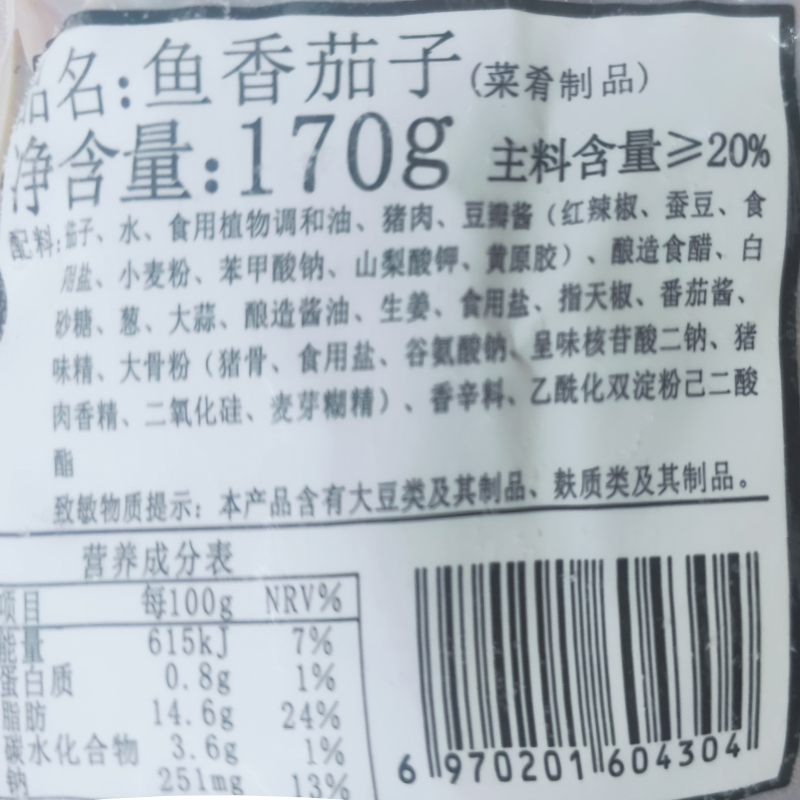 品名:鱼香茄子(菜肴制品)
净含量:170g 主料含量≥20%
配料:茄子、水、食用植物调和油、猪肉、豆瓣酱(红辣椒、蚕豆、食
用盐、小麦粉、苯甲酸钠、山梨酸钾、黄原胶)、酿造食醋、白
砂糖、葱、大蒜、酿造酱油、生姜、食用盐、指天椒、番茄酱、
味精、大骨粉(猪骨、食用盐、谷氨酸钠、呈味核苷酸二钠、猪
肉香精、二氧化硅、麦芽糊精)、香辛料、乙酰化双淀粉己二酸
酯
致敏物质提示:本产品含有大豆类及其制品、麸质类及其制品。
营养成分表
项目 每100g NRV%
能量 615kJ 7%
蛋白质 0.8g 1%
脂肪 14.6g 24%
碳水化合物 3.6g 1%
钠 251mg 13%
6 970201 604304